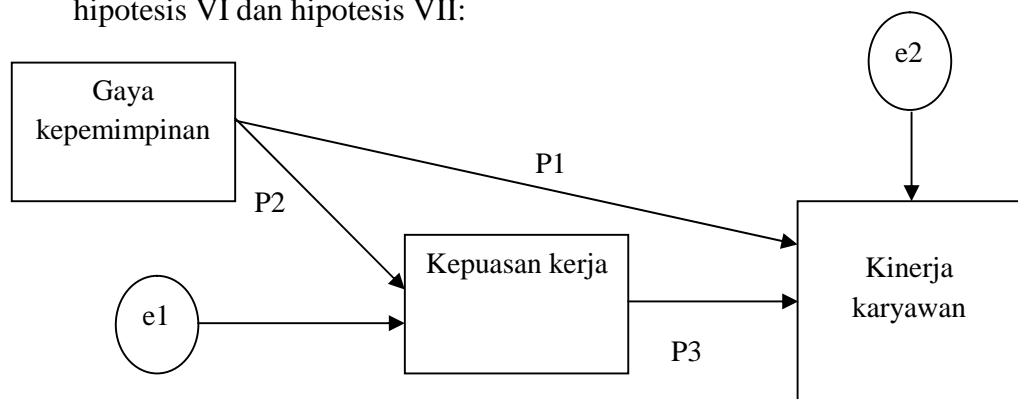 hipotesis VI dan hipotesis VII:
e2
Gaya
kepemimpinan
P1
P2
Kepuasan kerja
Kinerja
karyawan
e1
P3